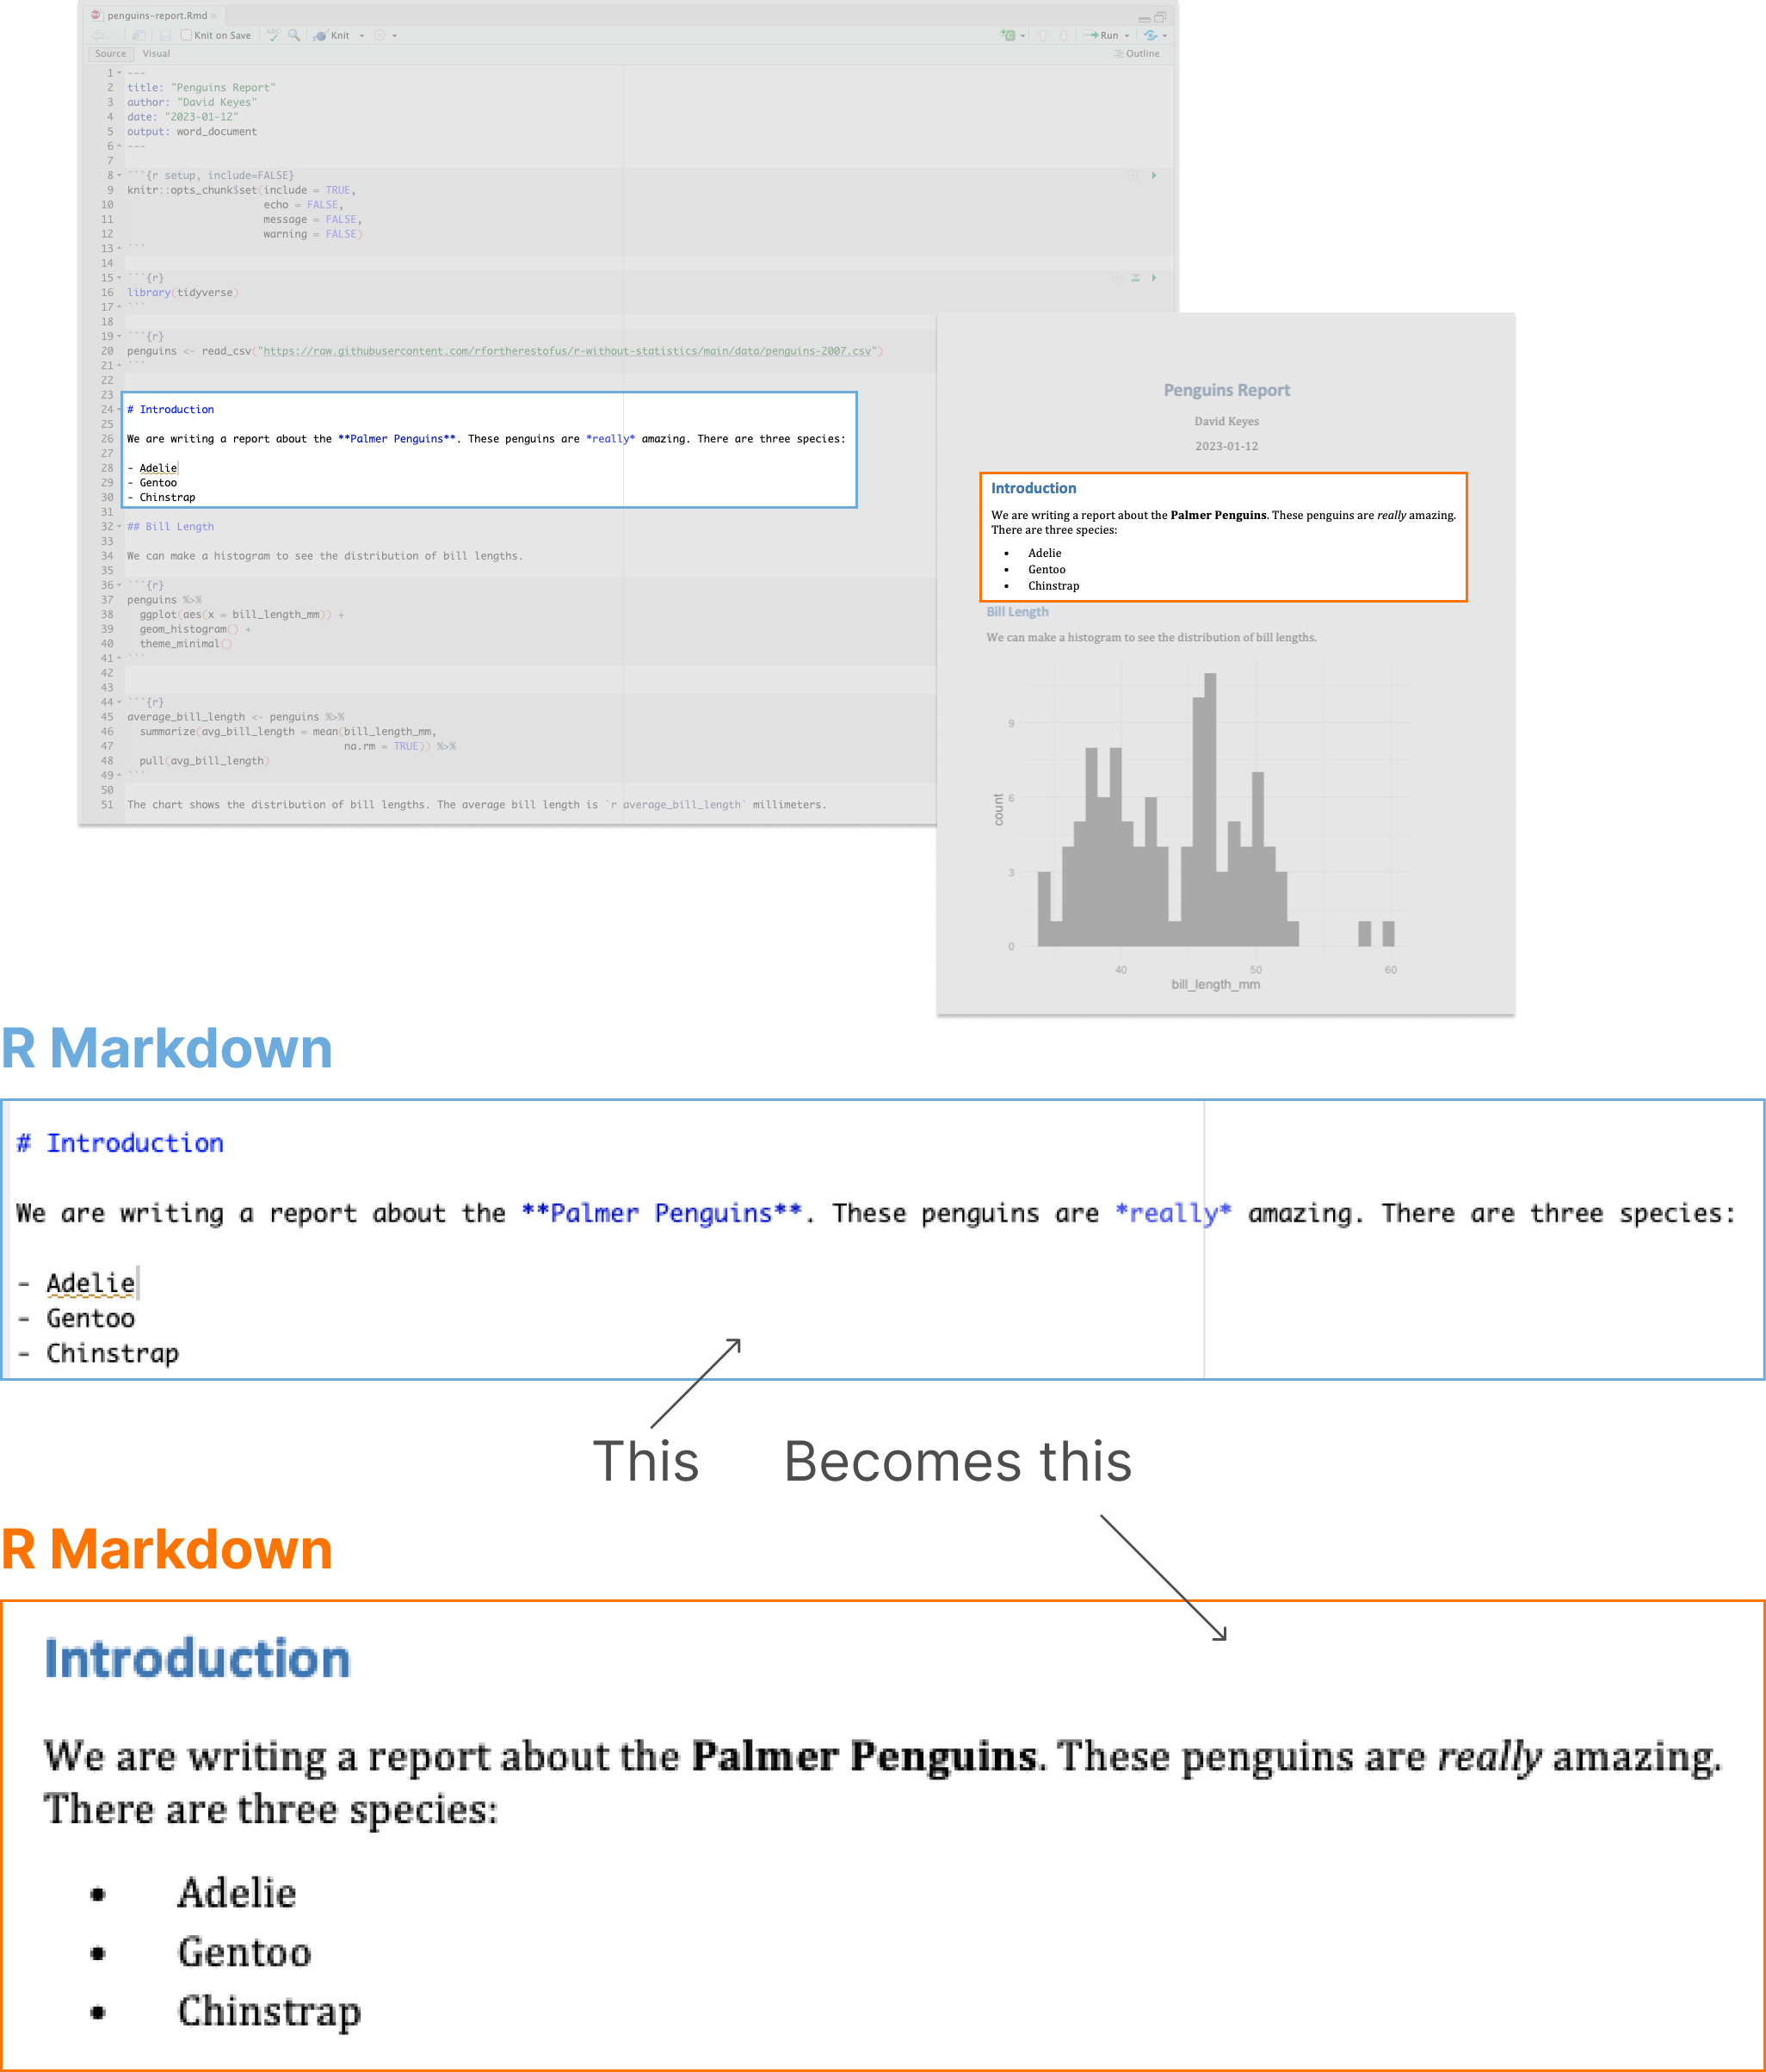 penguins-report.Rmd
Knit on Save ABC Knit Run
Source Visual Outline
1 ---
2 title: "Penguins Report"
3 author: "David Keyes"
4 date: "2023-01-12"
5 output: word_document
6 ---
7
8 ```{r setup, include=FALSE}
9 knitr::opts_chunk$set(include = TRUE,
10 echo = FALSE,
11 message = FALSE,
12 warning = FALSE)
13 ```
14
15 ```{r}
16 library(tidyverse)
17 ```
18
19 ```{r}
20 penguins <- read_csv("https://raw.githubusercontent.com/rfortherestofus/r-without-statistics/main/data/penguins-2007.csv")
21 ```
22
23
24 # Introduction
25
26 We are writing a report about the **Palmer Penguins**. These penguins are *really* amazing. There are three species:
27
28 - Adelie
29 - Gentoo
30 - Chinstrap
31
32 ## Bill Length
33
34 We can make a histogram to see the distribution of bill lengths.
35
36 ```{r}
37 penguins %>%
38 ggplot(aes(x = bill_length_mm)) +
39 geom_histogram() +
40 theme_minimal()
41 ```
42
43
44 ```{r}
45 average_bill_length <- penguins %>%
46 summarize(avg_bill_length = mean(bill_length_mm,
47 na.rm = TRUE)) %>%
48 pull(avg_bill_length)
49 ```
50
51 The chart shows the distribution of bill lengths. The average bill length is `r average_bill_length` millimeters.
Penguins Report
David Keyes
2023-01-12
Introduction
We are writing a report about the Palmer Penguins. These penguins are really amazing.
There are three species:
• Adelie
• Gentoo
• Chinstrap
Bill Length
We can make a histogram to see the distribution of bill lengths.
9
6
3
0
count
40 50 60
bill_length_mm
R Markdown
# Introduction
We are writing a report about the **Palmer Penguins**. These penguins are *really* amazing. There are three species:
- Adelie
- Gentoo
- Chinstrap
This Becomes this
R Markdown
Introduction
We are writing a report about the Palmer Penguins. These penguins are really amazing.
There are three species:
• Adelie
• Gentoo
• Chinstrap